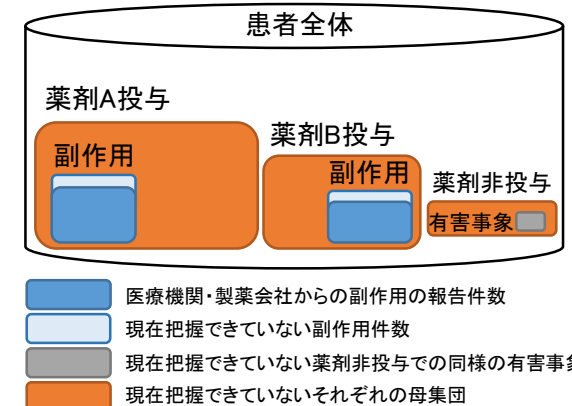 患者全体
薬剤A投与
薬剤B投与
副作用
副作用
薬剤非投与
有害事象
医療機関・製薬会社からの副作用の報告件数
現在把握できていない副作用件数
現在把握できていない薬剤非投与での同様の有害事象
現在把握できていないそれぞれの母集団